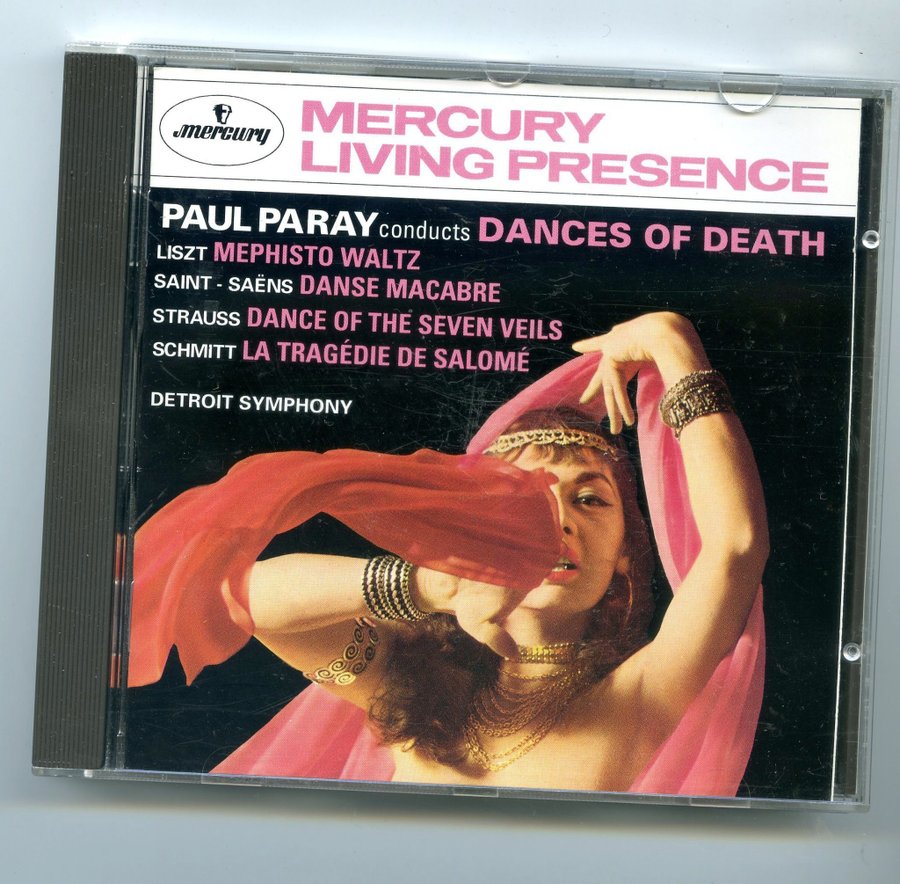 mercury
MERCURY
LIVING PRESENCE
PAUL PARAY conducts DANCES OF DEATH
LISZT MEPHISTO WALTZ
SAINT - SAËNS DANSE MACABRE
STRAUSS DANCE OF THE SEVEN VEILS
SCHMITT LA TRAGÉDIE DE SALOMÉ
DETROIT SYMPHONY